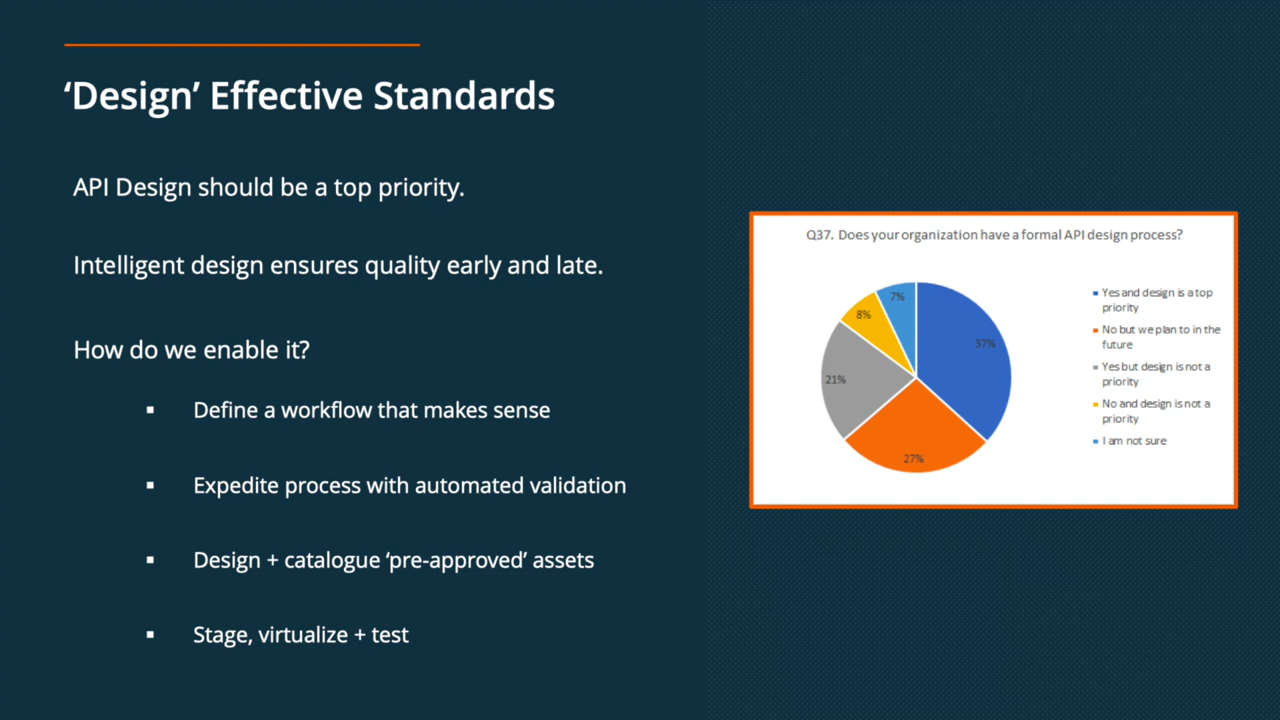 ‘Design’ Effective Standards
API Design should be a top priority.
Intelligent design ensures quality early and late.
How do we enable it?
▪ Define a workflow that makes sense
▪ Expedite process with automated validation
▪ Design + catalogue ‘pre-approved’ assets
▪ Stage, virtualize + test
Q37. Does your organization have a formal API design process?
7%
8%
37%
21%
27%
Yes and design is a top
priority
No but we plan to in the
future
Yes but design is not a
priority
No and design is not a
priority
I am not sure